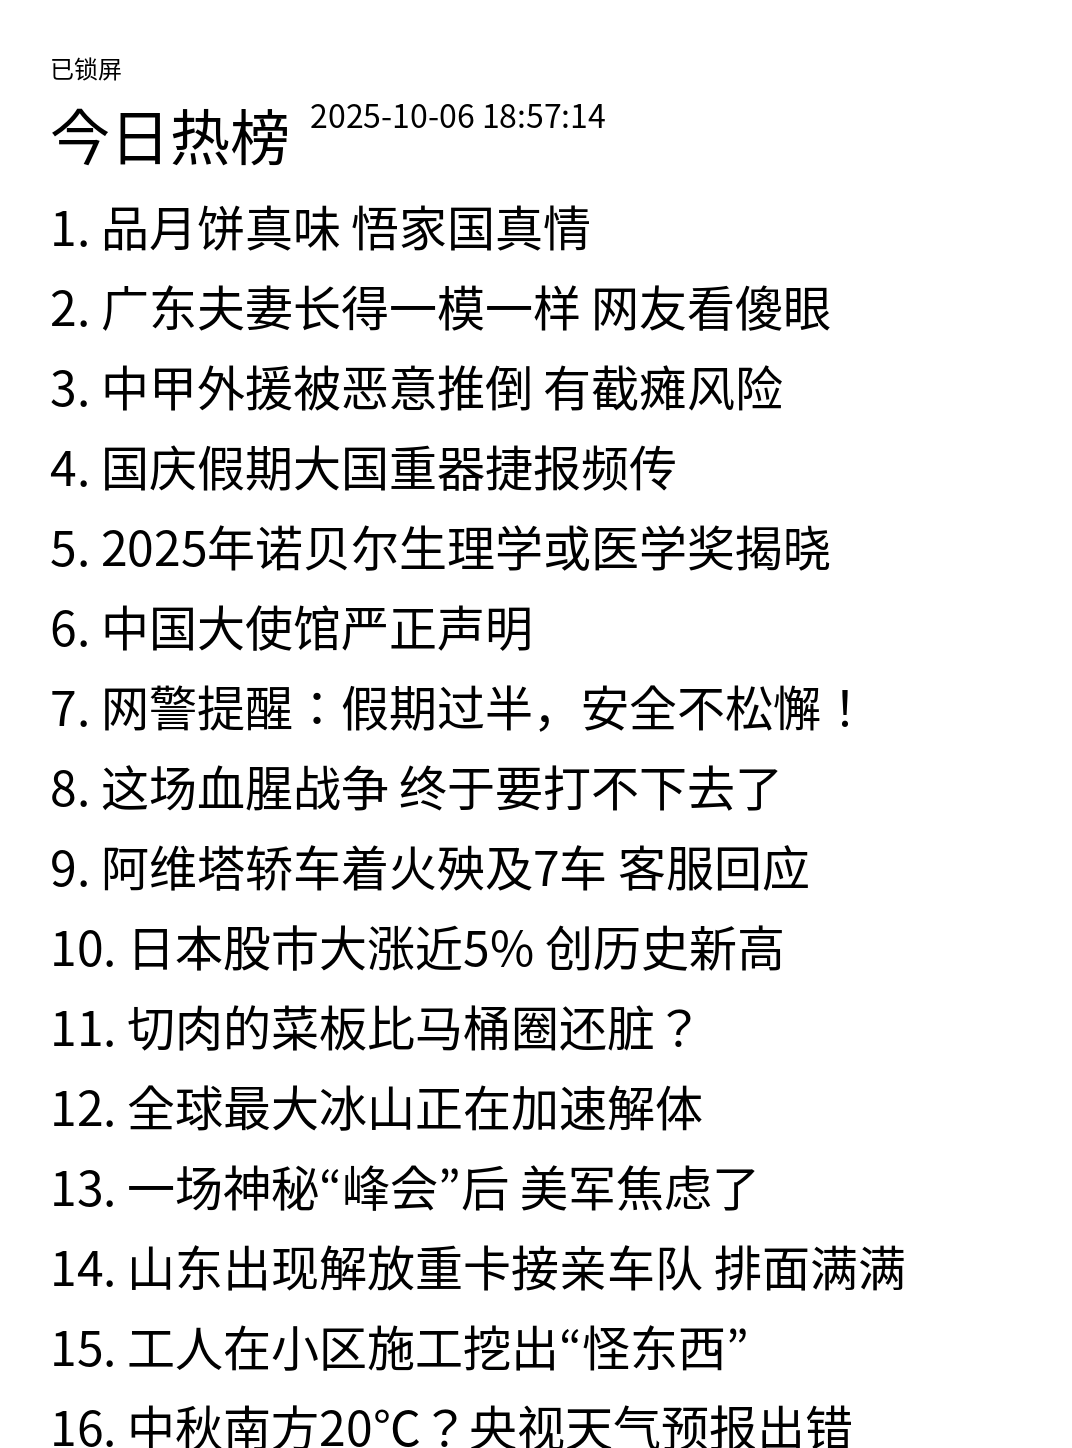 已锁屏
今日热榜 2025-10-06 18:57:14
1. 品月饼真味 悟家国真情
2. 广东夫妻长得一模一样 网友看傻眼
3. 中甲外援被恶意推倒 有截瘫风险
4. 国庆假期大国重器捷报频传
5. 2025年诺贝尔生理学或医学奖揭晓
6. 中国大使馆严正声明
7. 网警提醒：假期过半，安全不松懈！
8. 这场血腥战争 终于要打不下去了
9. 阿维塔轿车着火殃及7车 客服回应
10. 日本股市大涨近5% 创历史新高
11. 切肉的菜板比马桶圈还脏？
12. 全球最大冰山正在加速解体
13. 一场神秘“峰会”后 美军焦虑了
14. 山东出现解放重卡接亲车队 排面满满
15. 工人在小区施工挖出“怪东西”
16. 中秋南方20℃？央视天气预报出错